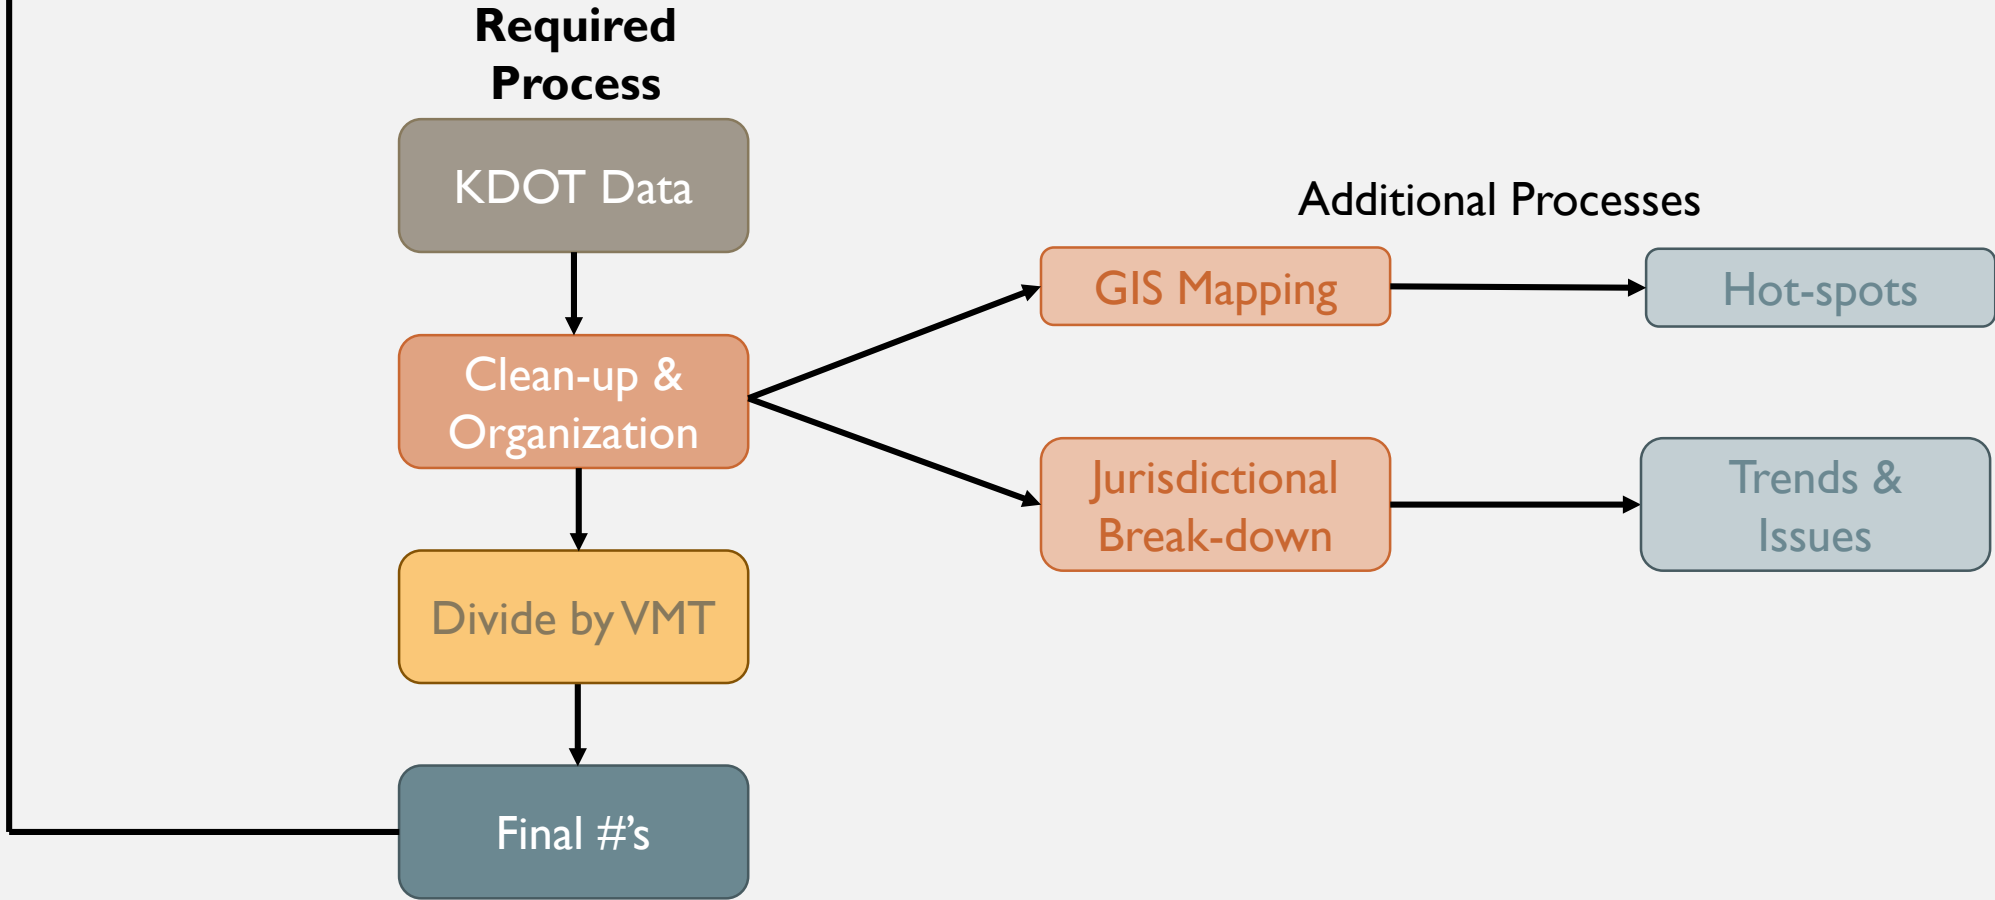 Required
Process
KDOT Data
Clean-up &
Organization
Divide by VMT
Final #’s
Additional Processes
GIS Mapping
Hot-spots
Jurisdictional
Break-down
Trends &
Issues